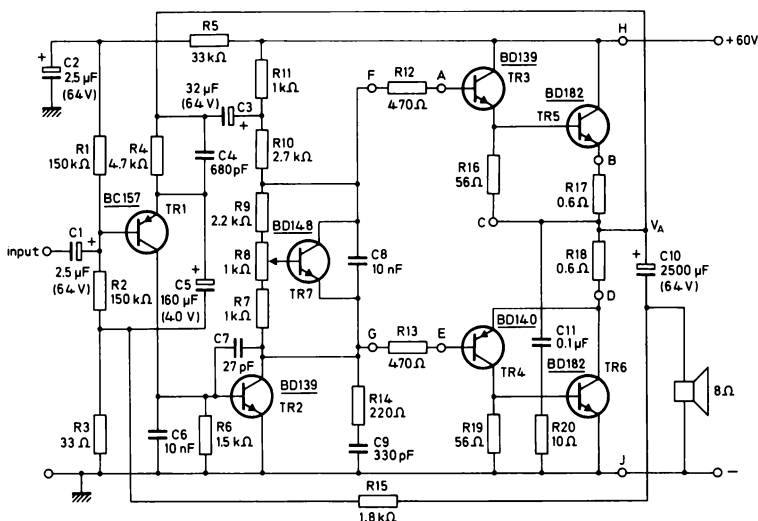 H
+60V
R5
33kΩ
C2
2.5µF
(64V)
R11
1kΩ
32µF
(64V)
C3
R1
150kΩ
R4
4.7kΩ
C4
680pF
R10
2.7kΩ
F
R12
470Ω
A
BD139
TR3
BD182
TR5
B
R16
56Ω
R17
0.6Ω
C
VA
BC157
TR1
input
C1
2.5µF
(64V)
R2
150kΩ
C5
160µF
(40V)
R9
2.2kΩ
R8
1kΩ
R7
1kΩ
BD148
TR7
C8
10nF
R18
0.6Ω
D
C10
2500µF
(64V)
C7
27pF
G
R13
470Ω
E
BD140
TR4
C11
0.1µF
BD182
TR6
8Ω
BD139
TR2
R14
220Ω
C9
330pF
R3
33Ω
C6
10nF
R6
1.5kΩ
R19
56Ω
R20
10Ω
J
–
R15
1.8kΩ